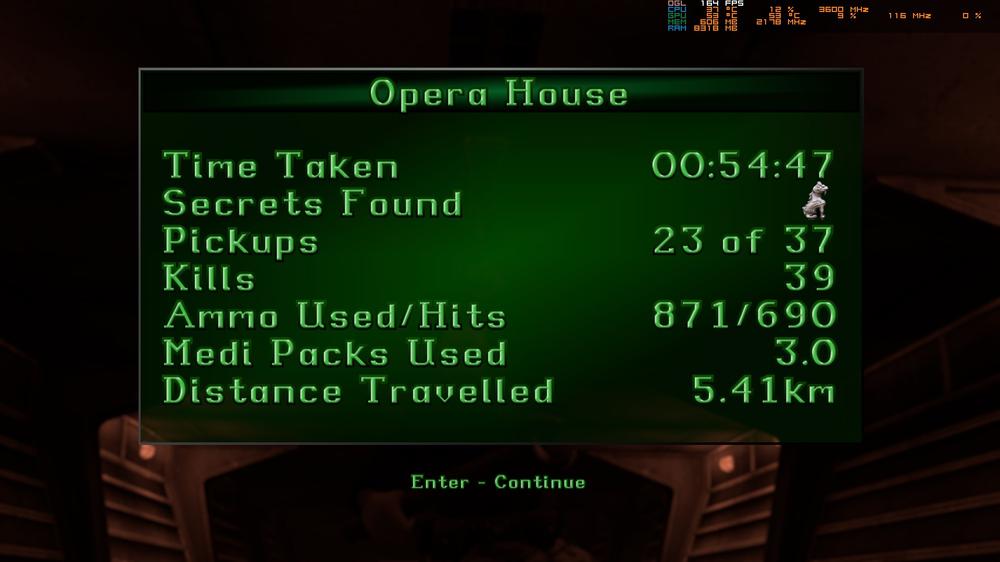 OGL 164 FPS
CPU 37 °C 12 % 3600 MHz
GPU 53 °C 53 °C 9 % 116 MHz 0 %
MEM 606 MB 2178 MHz
RAM 8318 MB
Opera House
Time Taken 00:54:47
Secrets Found
Pickups 23 of 37
Kills 39
Ammo Used/Hits 871/690
Medi Packs Used 3.0
Distance Travelled 5.41km
Enter - Continue